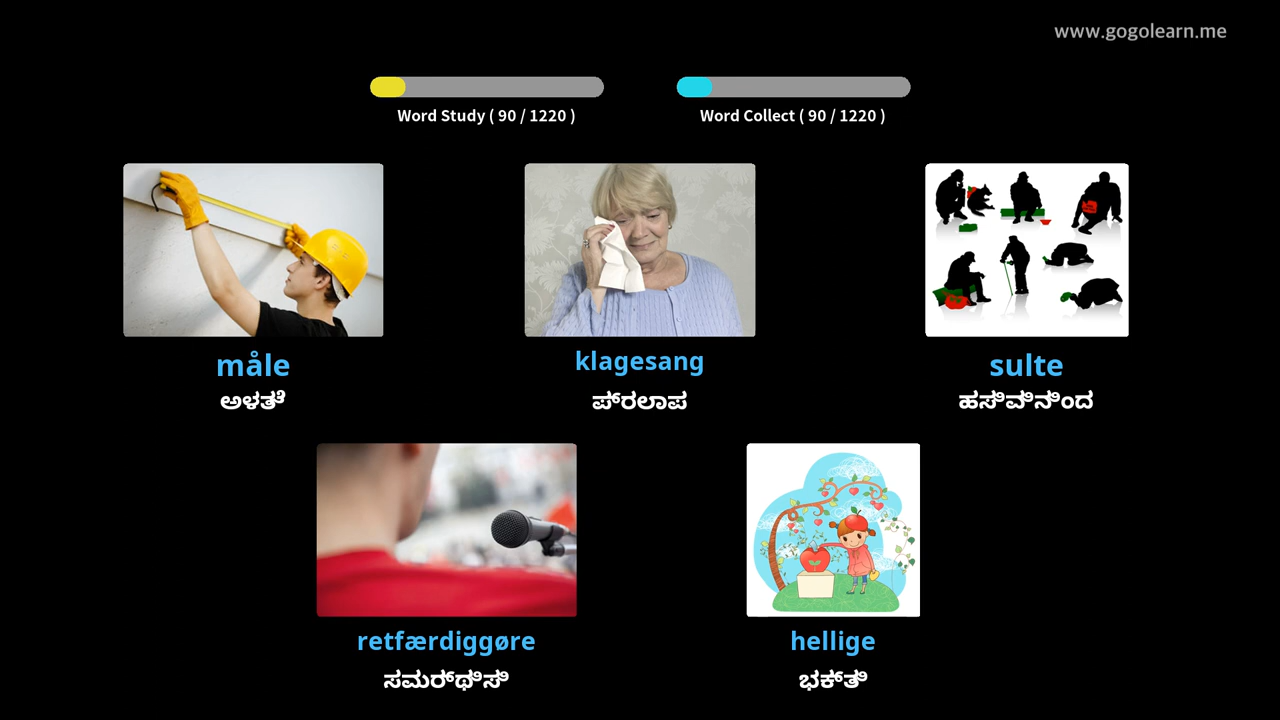 www.gogolearn.me
Word Study ( 90 / 1220 )
Word Collect ( 90 / 1220 )
måle
klagesang
sulte
ಅಳತೆ
ಪ್ರಲಾಪ
ಹಸಿವಿನಿಂದ
retfærdiggøre
hellige
ಸಮರ್ಥಿಸಿ
ಭಕ್ತಿ